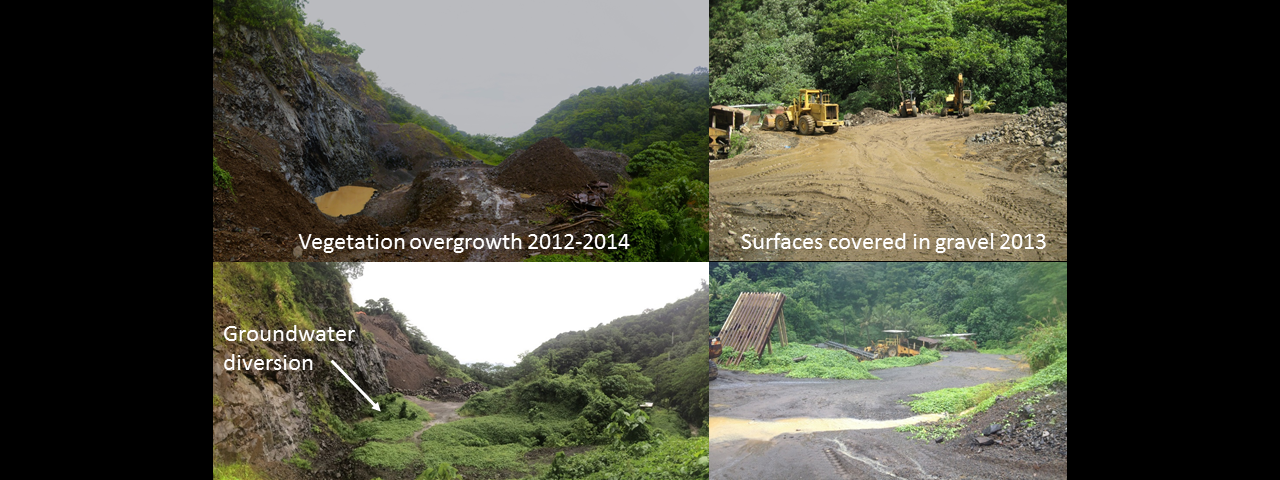 Vegetation overgrowth 2012-2014
Surfaces covered in gravel 2013
Groundwater
diversion